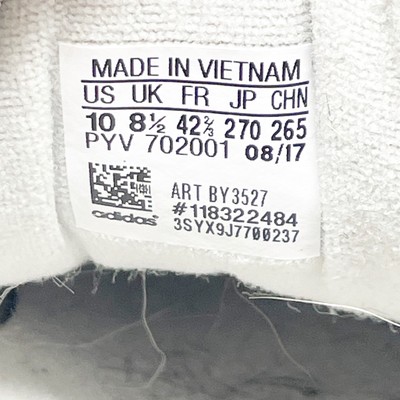 MADE IN VIETNAM
US UK FR JP CHN
10 8½ 42⅔ 270 265
PYV 702001 08/17
ART BY3527
#118322484
adidas
3SYX9J7700237